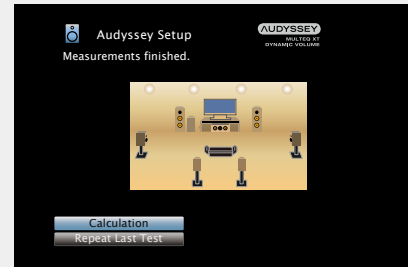 Audyssey Setup
AUDYSSEY
MULTEQ XT
DYNAMIC VOLUME
Measurements finished.
Calculation
Repeat Last Test